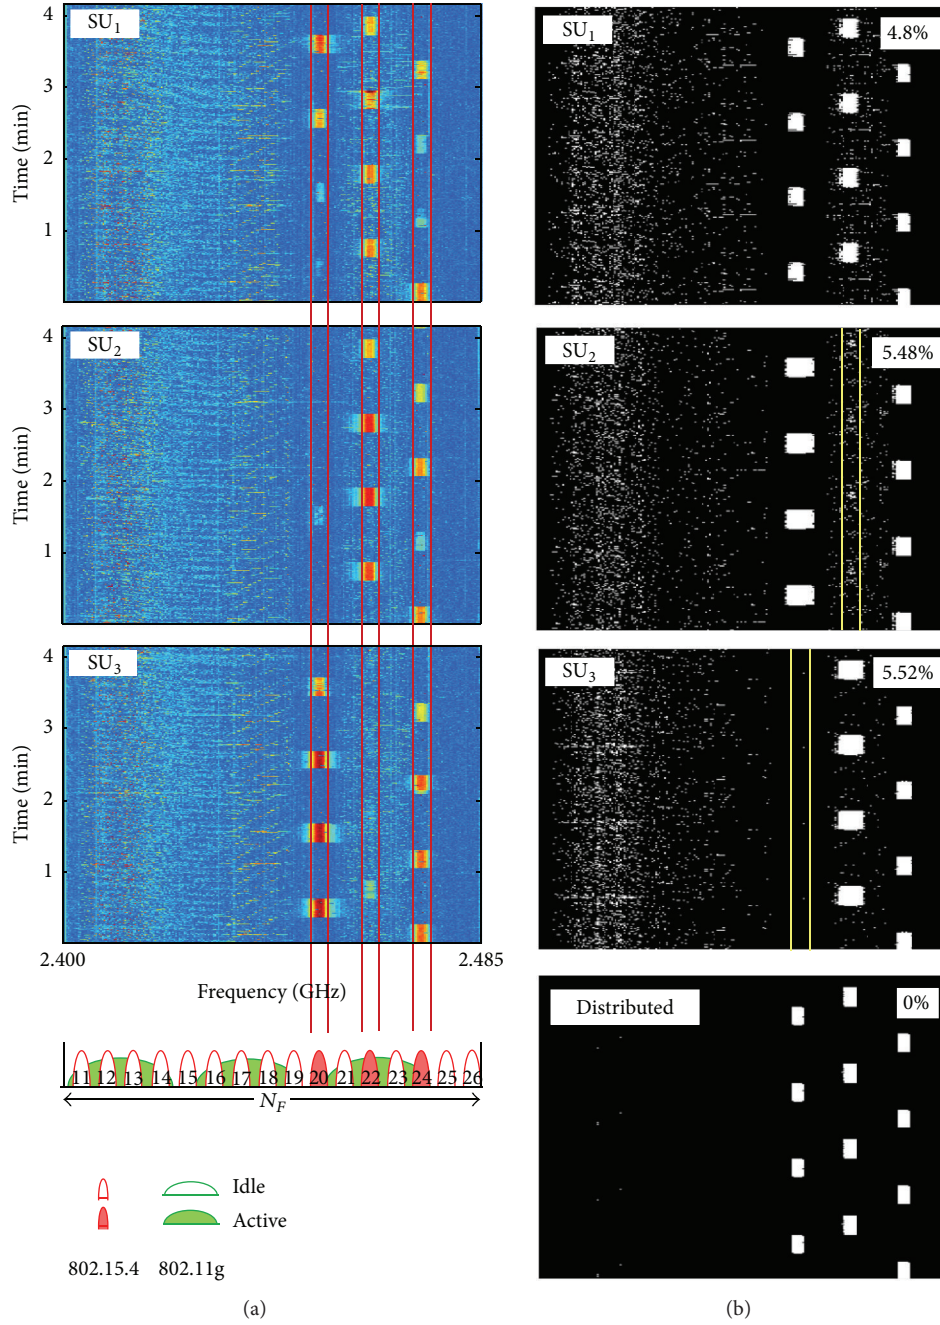 SU1
4
3
2
1
Time (min)
SU2
4
3
2
1
Time (min)
SU3
4
3
2
1
Time (min)
2.400
2.485
Frequency (GHz)
11 12 13 14 15 16 17 18 19 20 21 22 23 24 25 26
NF
Idle
Active
802.15.4 802.11g
(a)
SU1
4.8%
SU2
5.48%
SU3
5.52%
Distributed
0%
(b)